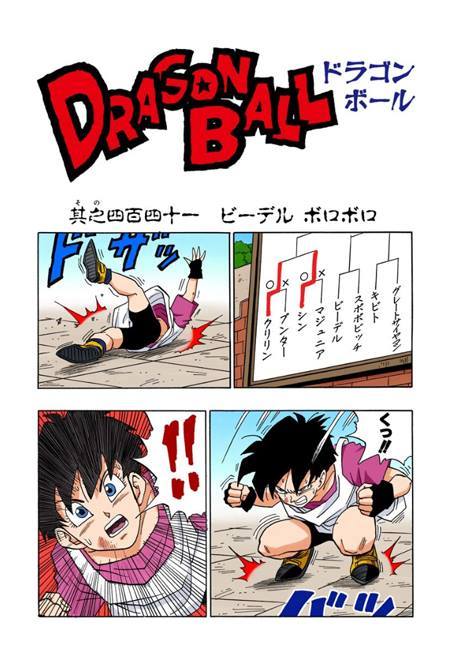 DRAGON BALL
ドラゴン
ボール
其之四百四十一 ビーデル ボロボロ
その
クリリン
プンター
シン
マジュニア
ビーデル
スポポビッチ
キビト
グレートサイヤマン
ドザッ
くっ!!
バッ
!!